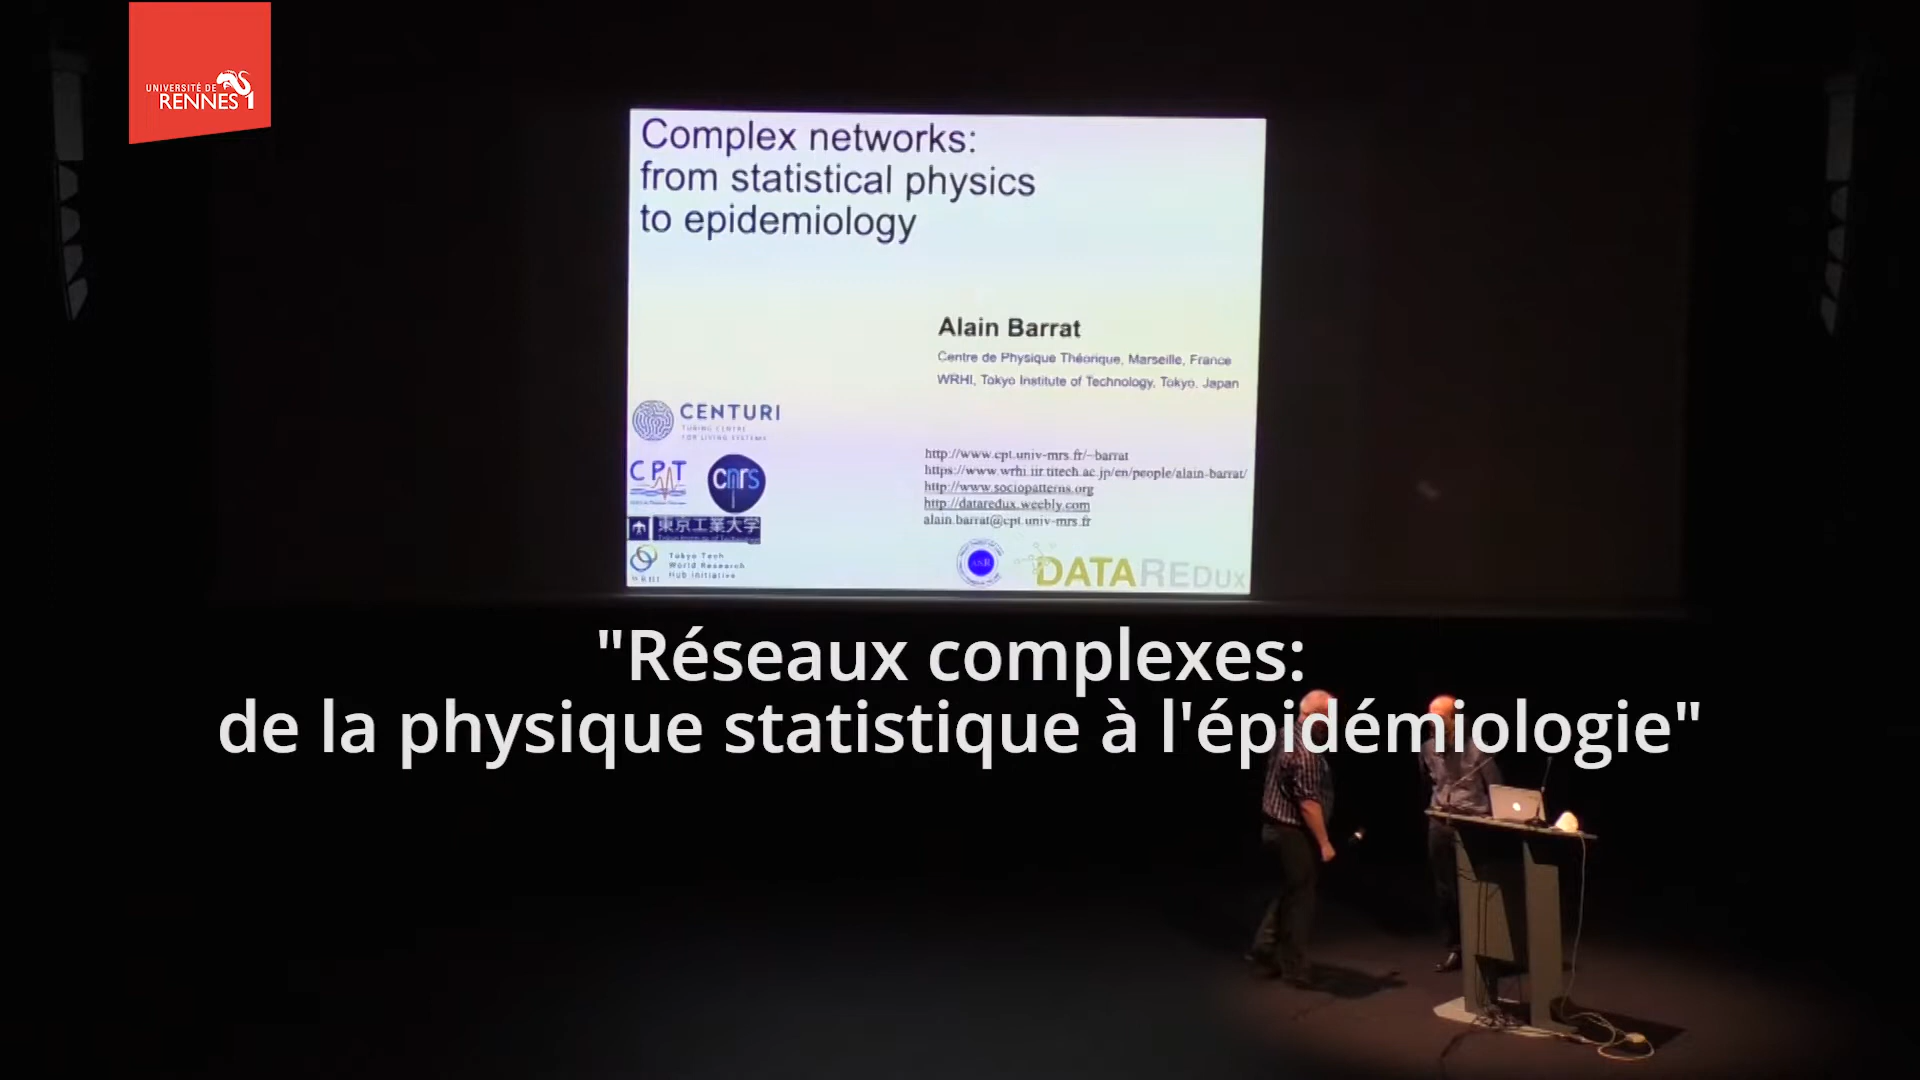 UNIVERSITÉ DE
RENNES 1
Complex networks:
from statistical physics
to epidemiology
Alain Barrat
Centre de Physique Théorique, Marseille, France
WRHI, Tokyo Institute of Technology, Tokyo, Japan
CENTURI
TURING CENTRE
FOR LIVING SYSTEMS
CPT
cnrs
東京工業大学
Tokyo Tech
World Research
Hub Initiative
WRHI
http://www.cpt.univ-mrs.fr/~barrat
https://www.wrhi.iir.titech.ac.jp/en/people/alain-barrat/
http://www.sociopatterns.org
http://dataredux.weebly.com
alain.barrat@cpt.univ-mrs.fr
DATAREDUX
"Réseaux complexes:
de la physique statistique à l'épidémiologie"